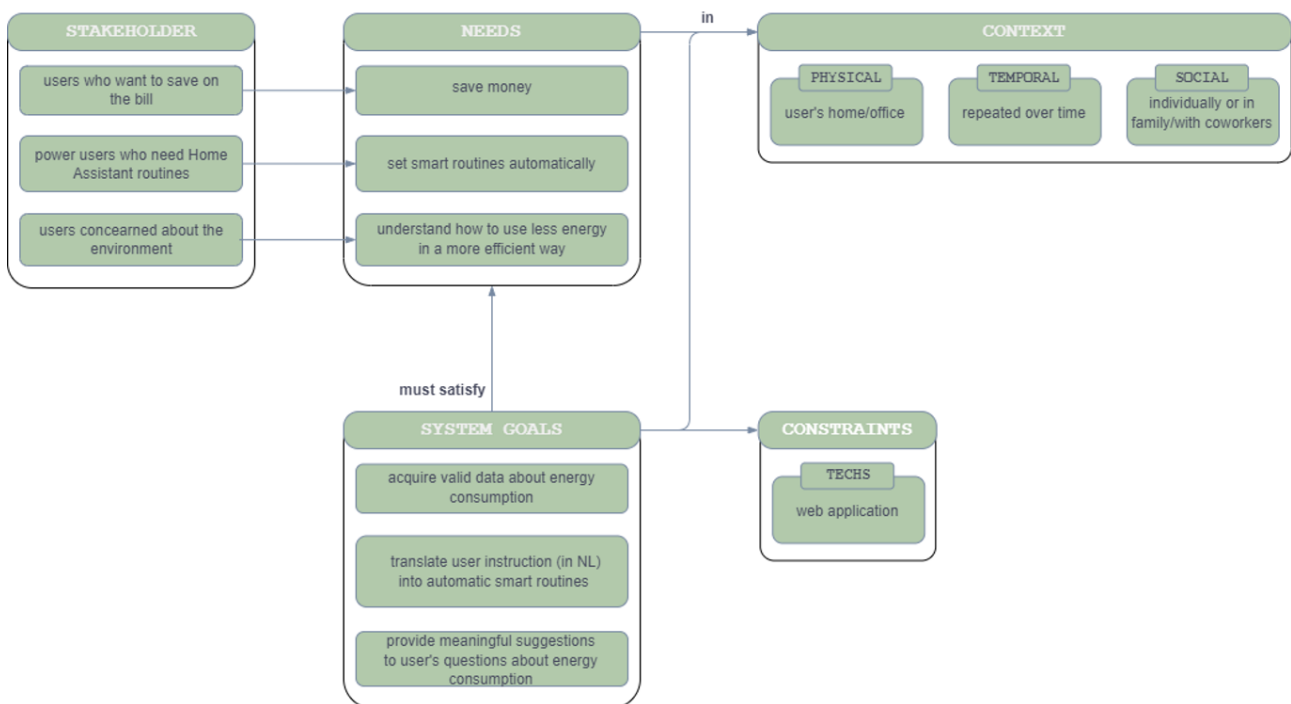 STAKEHOLDER
users who want to save on
the bill
power users who need Home
Assistant routines
users concearned about the
environment
NEEDS
save money
set smart routines automatically
understand how to use less energy
in a more efficient way
in
CONTEXT
PHYSICAL
user's home/office
TEMPORAL
repeated over time
SOCIAL
individually or in
family/with coworkers
must satisfy
SYSTEM GOALS
acquire valid data about energy
consumption
translate user instruction (in NL)
into automatic smart routines
provide meaningful suggestions
to user's questions about energy
consumption
CONSTRAINTS
TECHS
web application